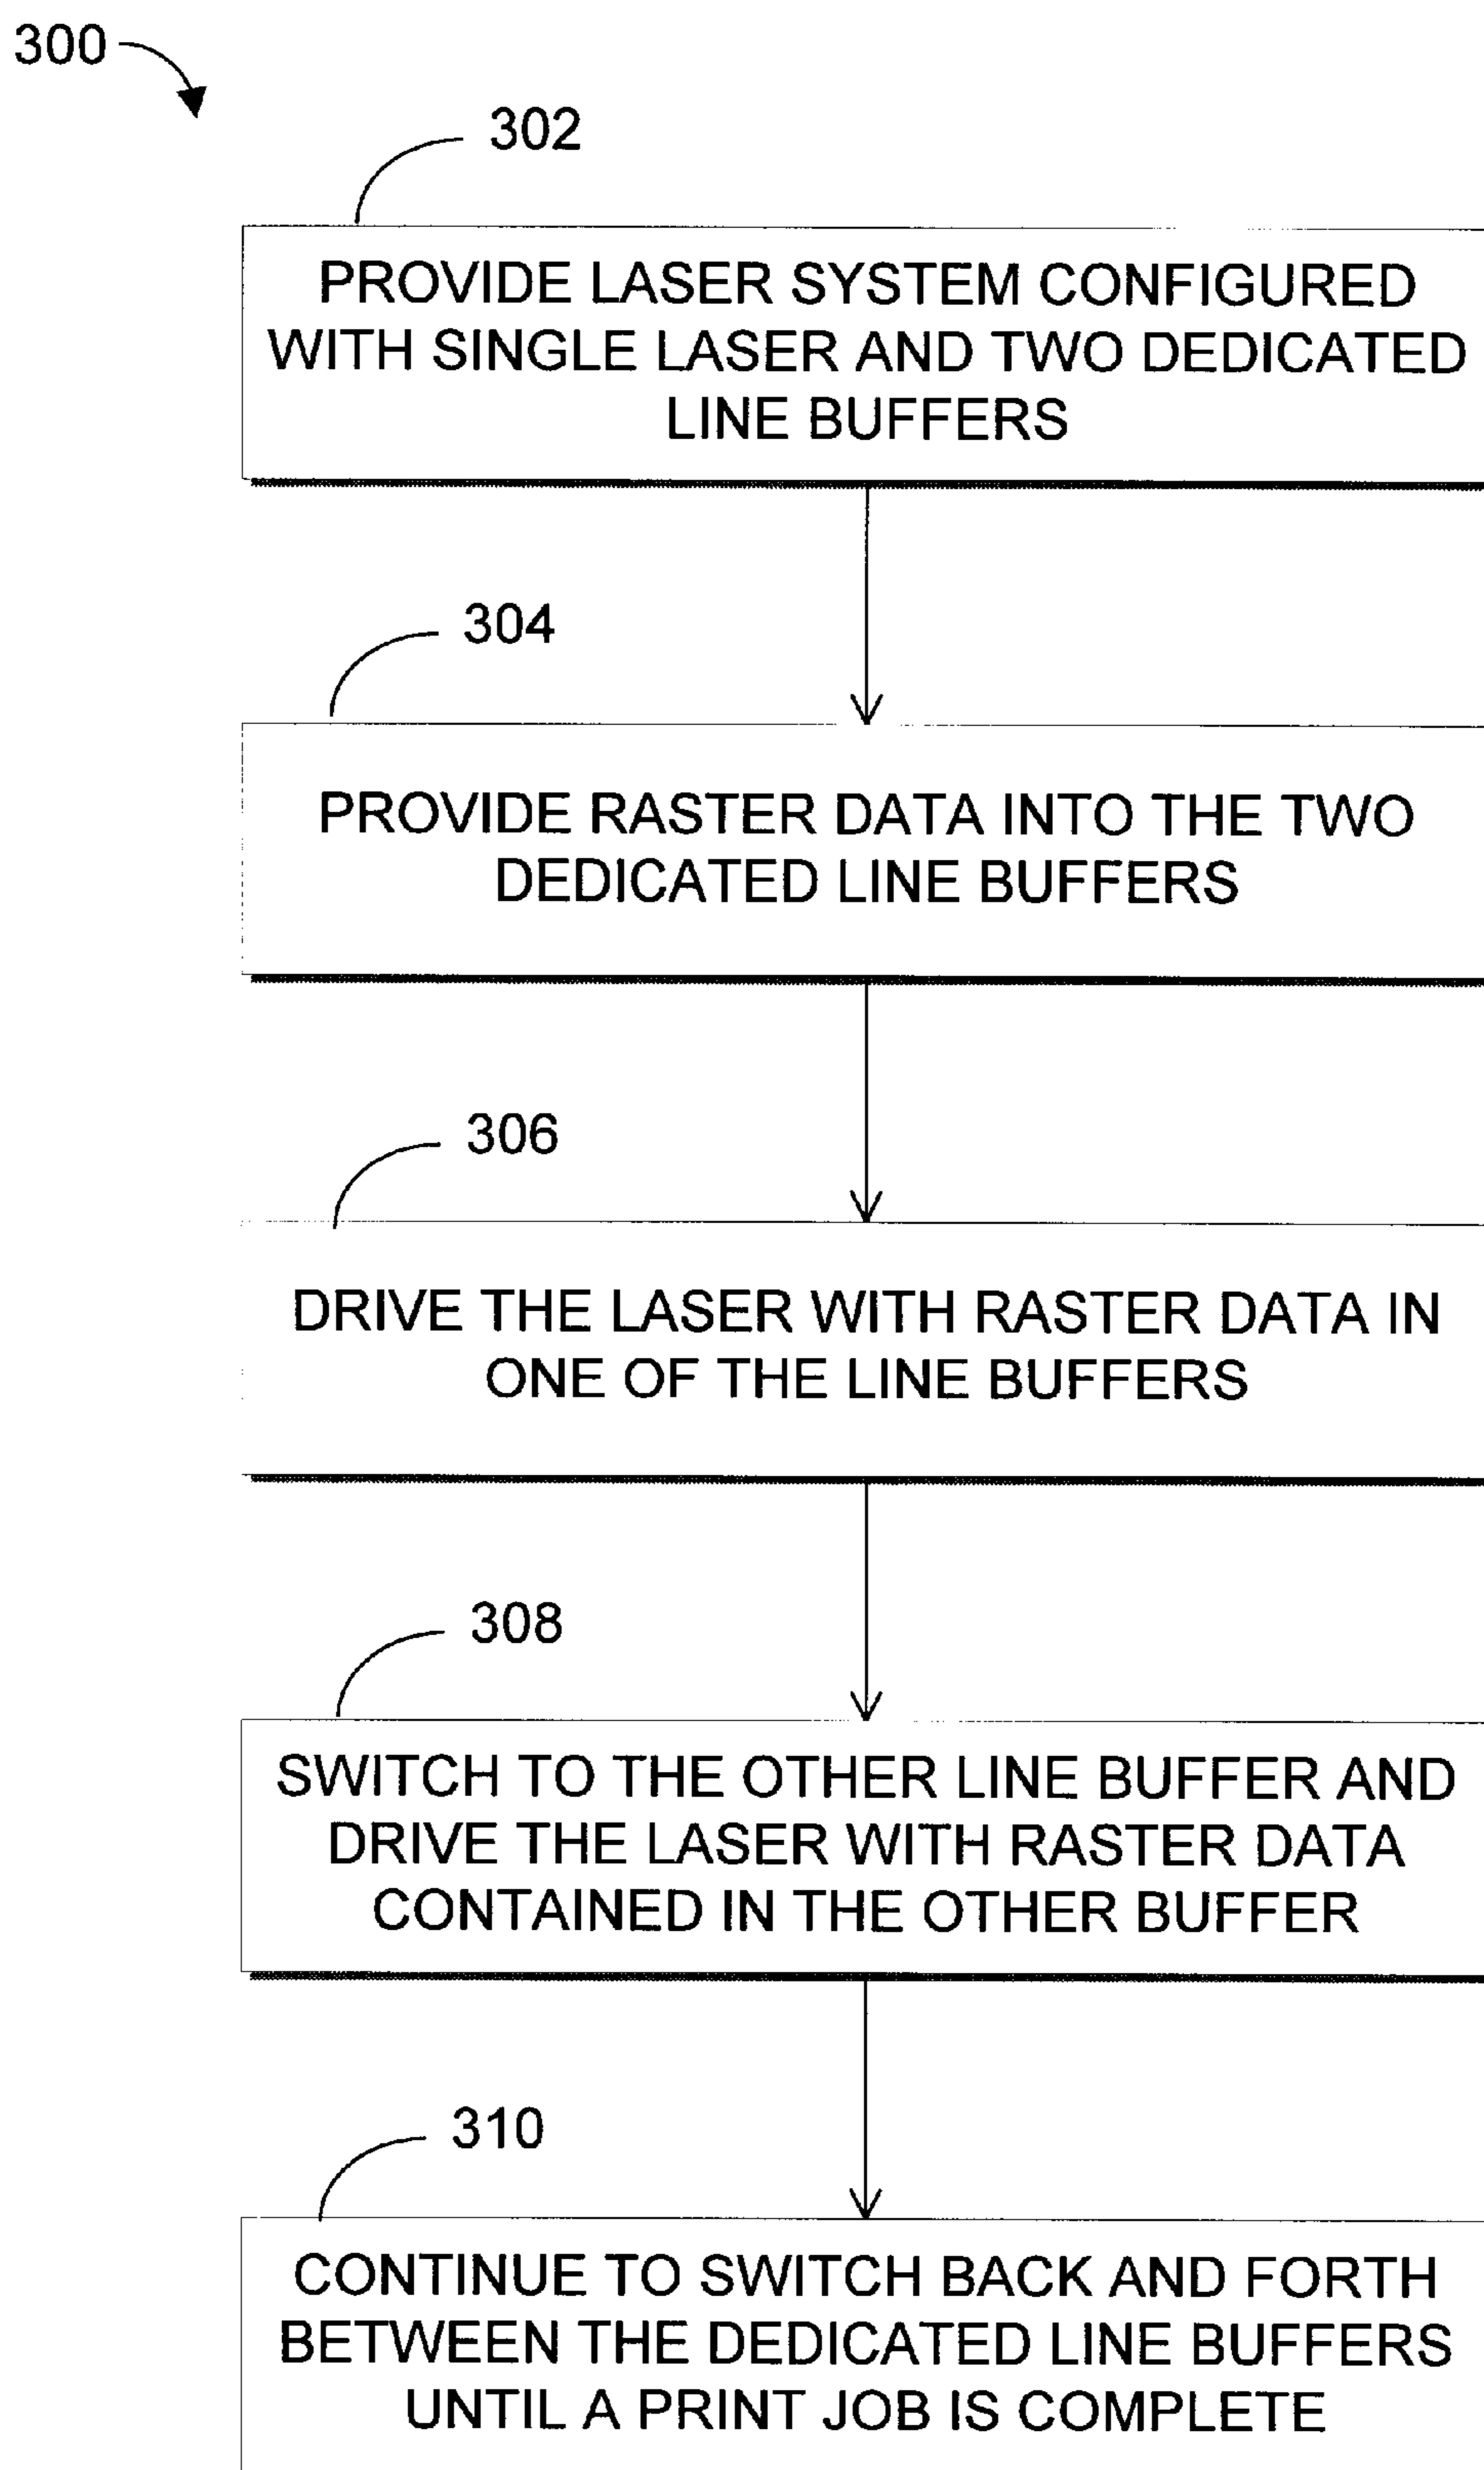 300
302
PROVIDE LASER SYSTEM CONFIGURED
WITH SINGLE LASER AND TWO DEDICATED
LINE BUFFERS
304
PROVIDE RASTER DATA INTO THE TWO
DEDICATED LINE BUFFERS
306
DRIVE THE LASER WITH RASTER DATA IN
ONE OF THE LINE BUFFERS
308
SWITCH TO THE OTHER LINE BUFFER AND
DRIVE THE LASER WITH RASTER DATA
CONTAINED IN THE OTHER BUFFER
310
CONTINUE TO SWITCH BACK AND FORTH
BETWEEN THE DEDICATED LINE BUFFERS
UNTIL A PRINT JOB IS COMPLETE